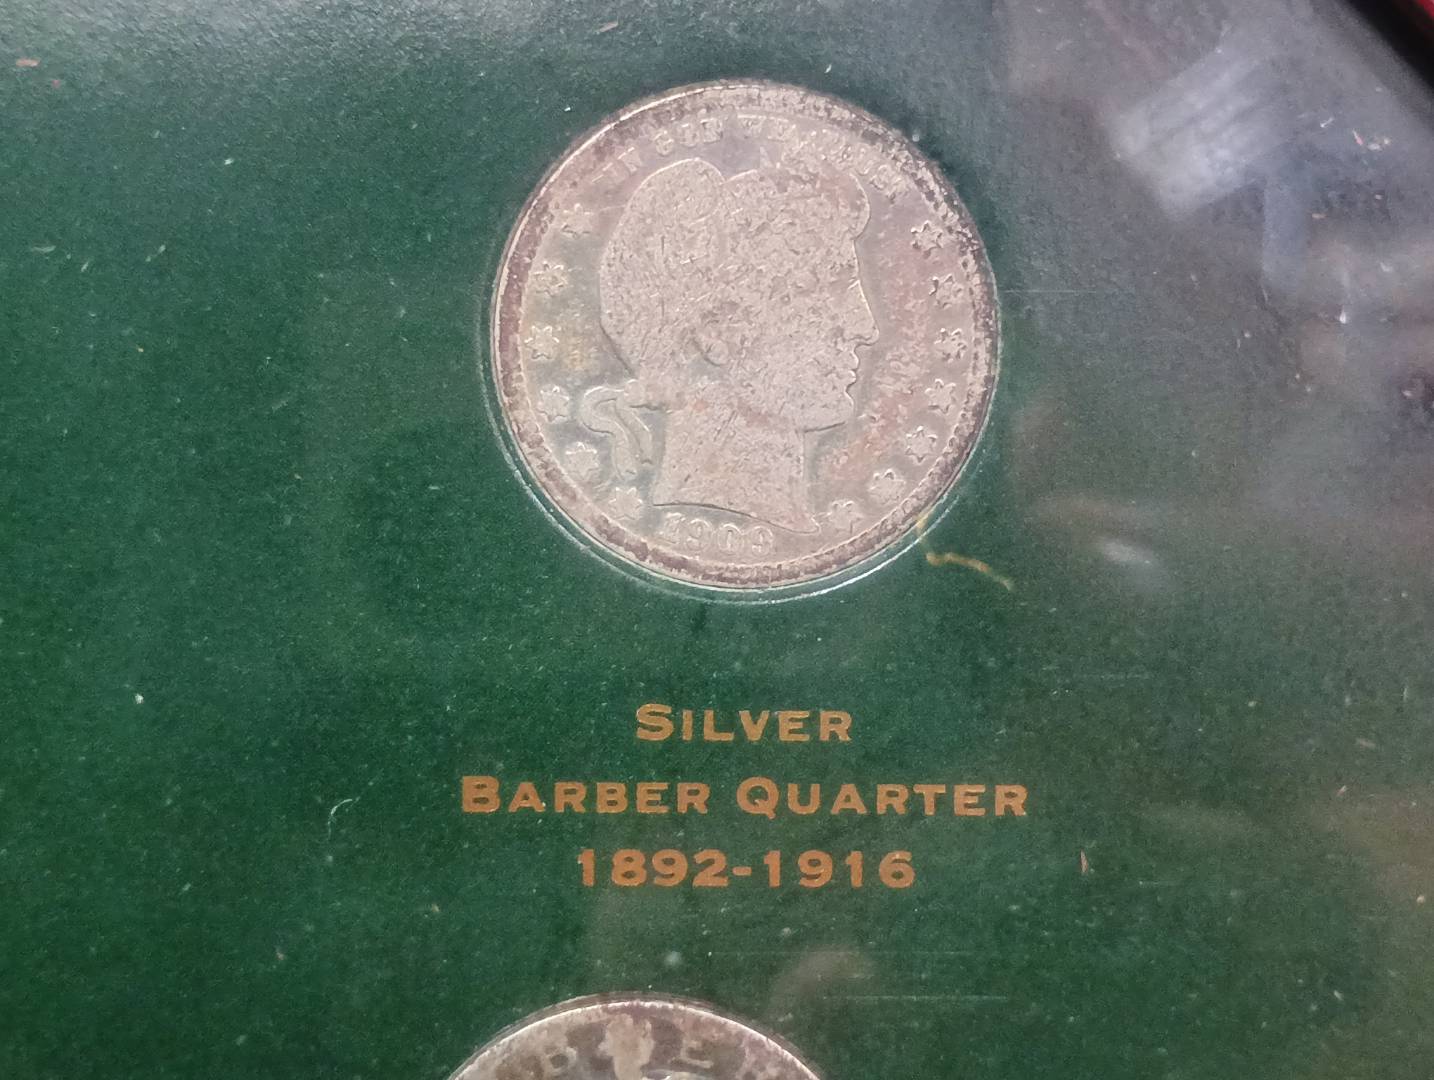 IN GOD WE TRUST
1909
SILVER
BARBER QUARTER
1892-1916